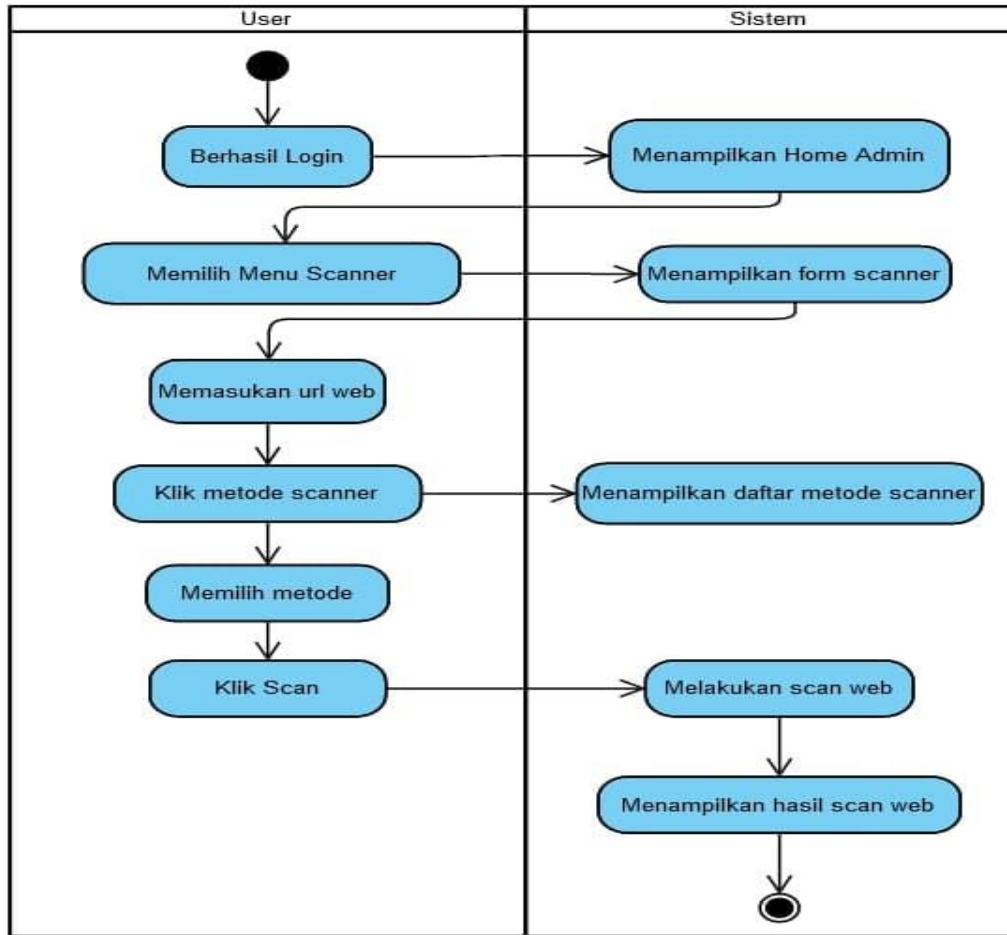 User
Sistem
Berhasil Login
Menampilkan Home Admin
Memilih Menu Scanner
Menampilkan form scanner
Memasukan url web
Klik metode scanner
Menampilkan daftar metode scanner
Memilih metode
Klik Scan
Melakukan scan web
Menampilkan hasil scan web